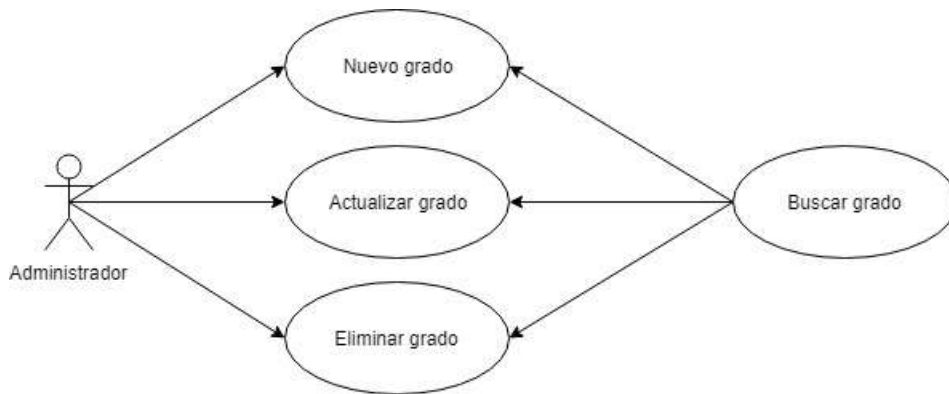 Nuevo grado
Actualizar grado
Buscar grado
Administrador
Eliminar grado